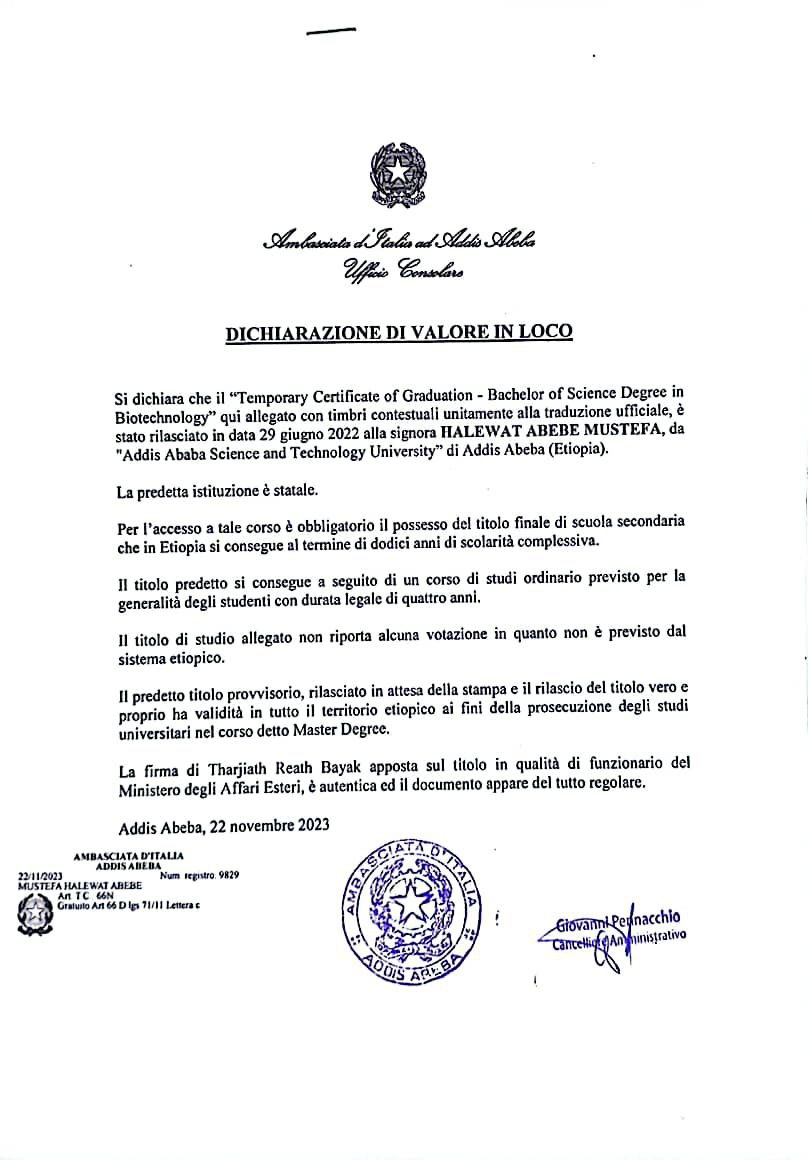 Ambasciata d'Italia ad Addis Abeba
Ufficio Consolare
DICHIARAZIONE DI VALORE IN LOCO
Si dichiara che il “Temporary Certificate of Graduation - Bachelor of Science Degree in
Biotechnology” qui allegato con timbri contestuali unitamente alla traduzione ufficiale, è
stato rilasciato in data 29 giugno 2022 alla signora HALEWAT ABEBE MUSTEFA, da
"Addis Ababa Science and Technology University” di Addis Abeba (Etiopia).
La predetta istituzione è statale.
Per l’accesso a tale corso è obbligatorio il possesso del titolo finale di scuola secondaria
che in Etiopia si consegue al termine di dodici anni di scolarità complessiva.
Il titolo predetto si consegue a seguito di un corso di studi ordinario previsto per la
generalità degli studenti con durata legale di quattro anni.
Il titolo di studio allegato non riporta alcuna votazione in quanto non è previsto dal
sistema etiopico.
Il predetto titolo provvisorio, rilasciato in attesa della stampa e il rilascio del titolo vero e
proprio ha validità in tutto il territorio etiopico ai fini della prosecuzione degli studi
universitari nel corso detto Master Degree.
La firma di Tharjiath Reath Bayak apposta sul titolo in qualità di funzionario del
Ministero degli Affari Esteri, è autentica ed il documento appare del tutto regolare.
Addis Abeba, 22 novembre 2023
AMBASCIATA D'ITALIA
ADDIS ABEBA
22/11/2023 Num registro. 9829
MUSTEFA HALEWAT ABEBE
Art T C 66N
Gratuito Art 66 D lgs 71/11 Lettera c
AMBASCIATA D'ITALIA
ADDIS ABEBA
Giovanni Pennacchio
Cancelliere Amministrativo